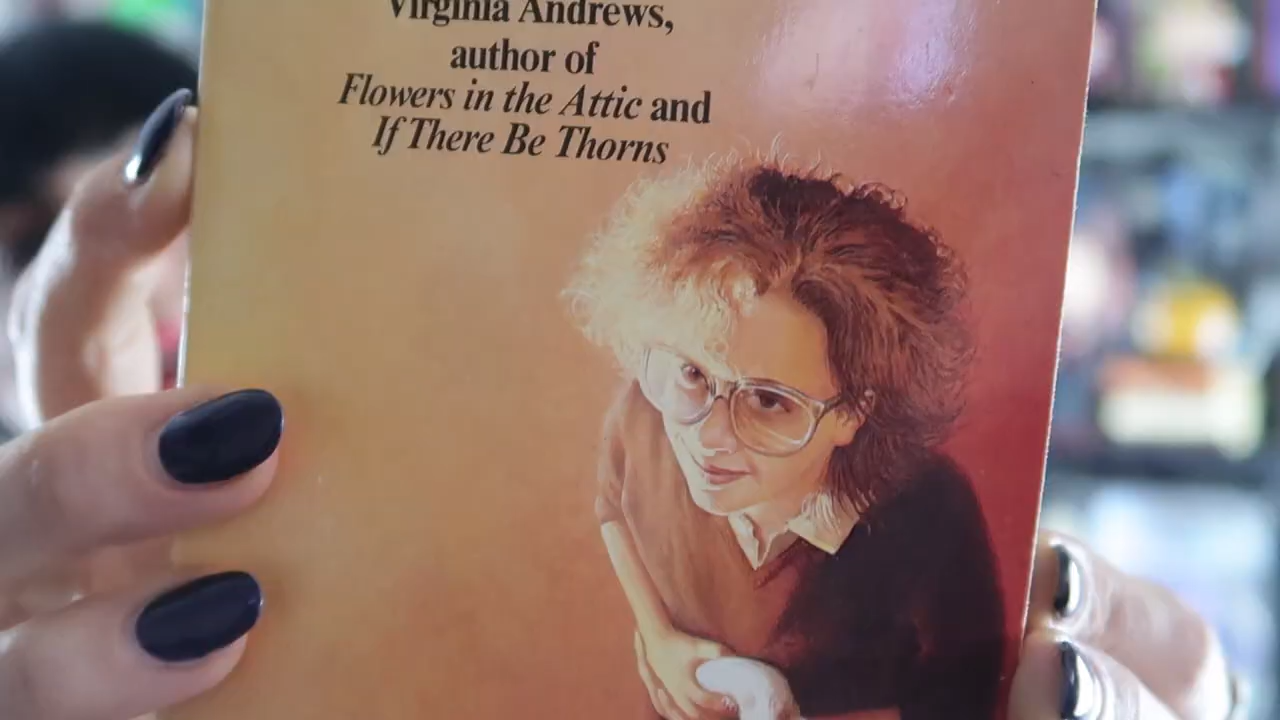 Virginia Andrews,
author of
Flowers in the Attic and
If There Be Thorns